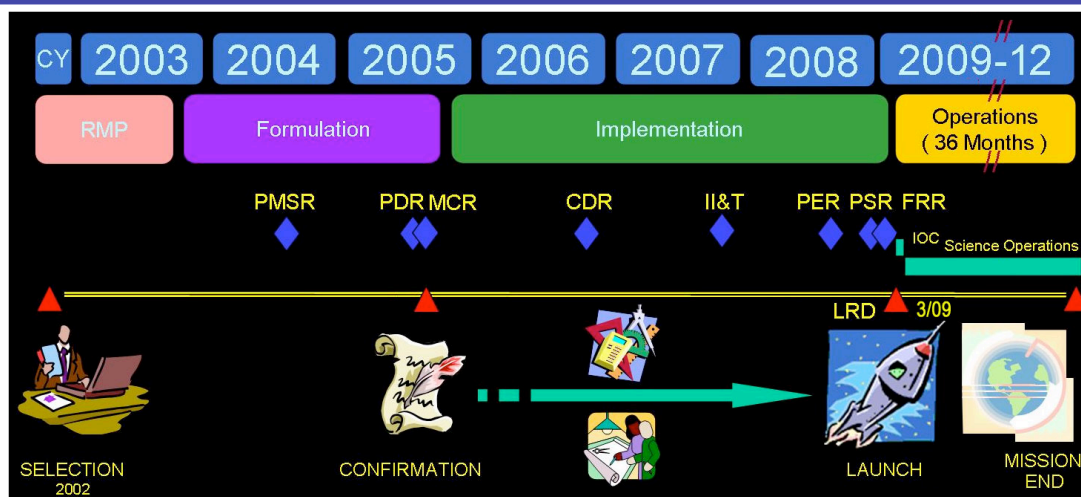 CY 2003 2004 2005 2006 2007 2008 2009-12
RMP Formulation Implementation Operations
( 36 Months )
PMSR PDR MCR CDR II&T PER PSR FRR
IOC Science Operations
LRD 3/09
SELECTION
2002
CONFIRMATION
LAUNCH
MISSION
END